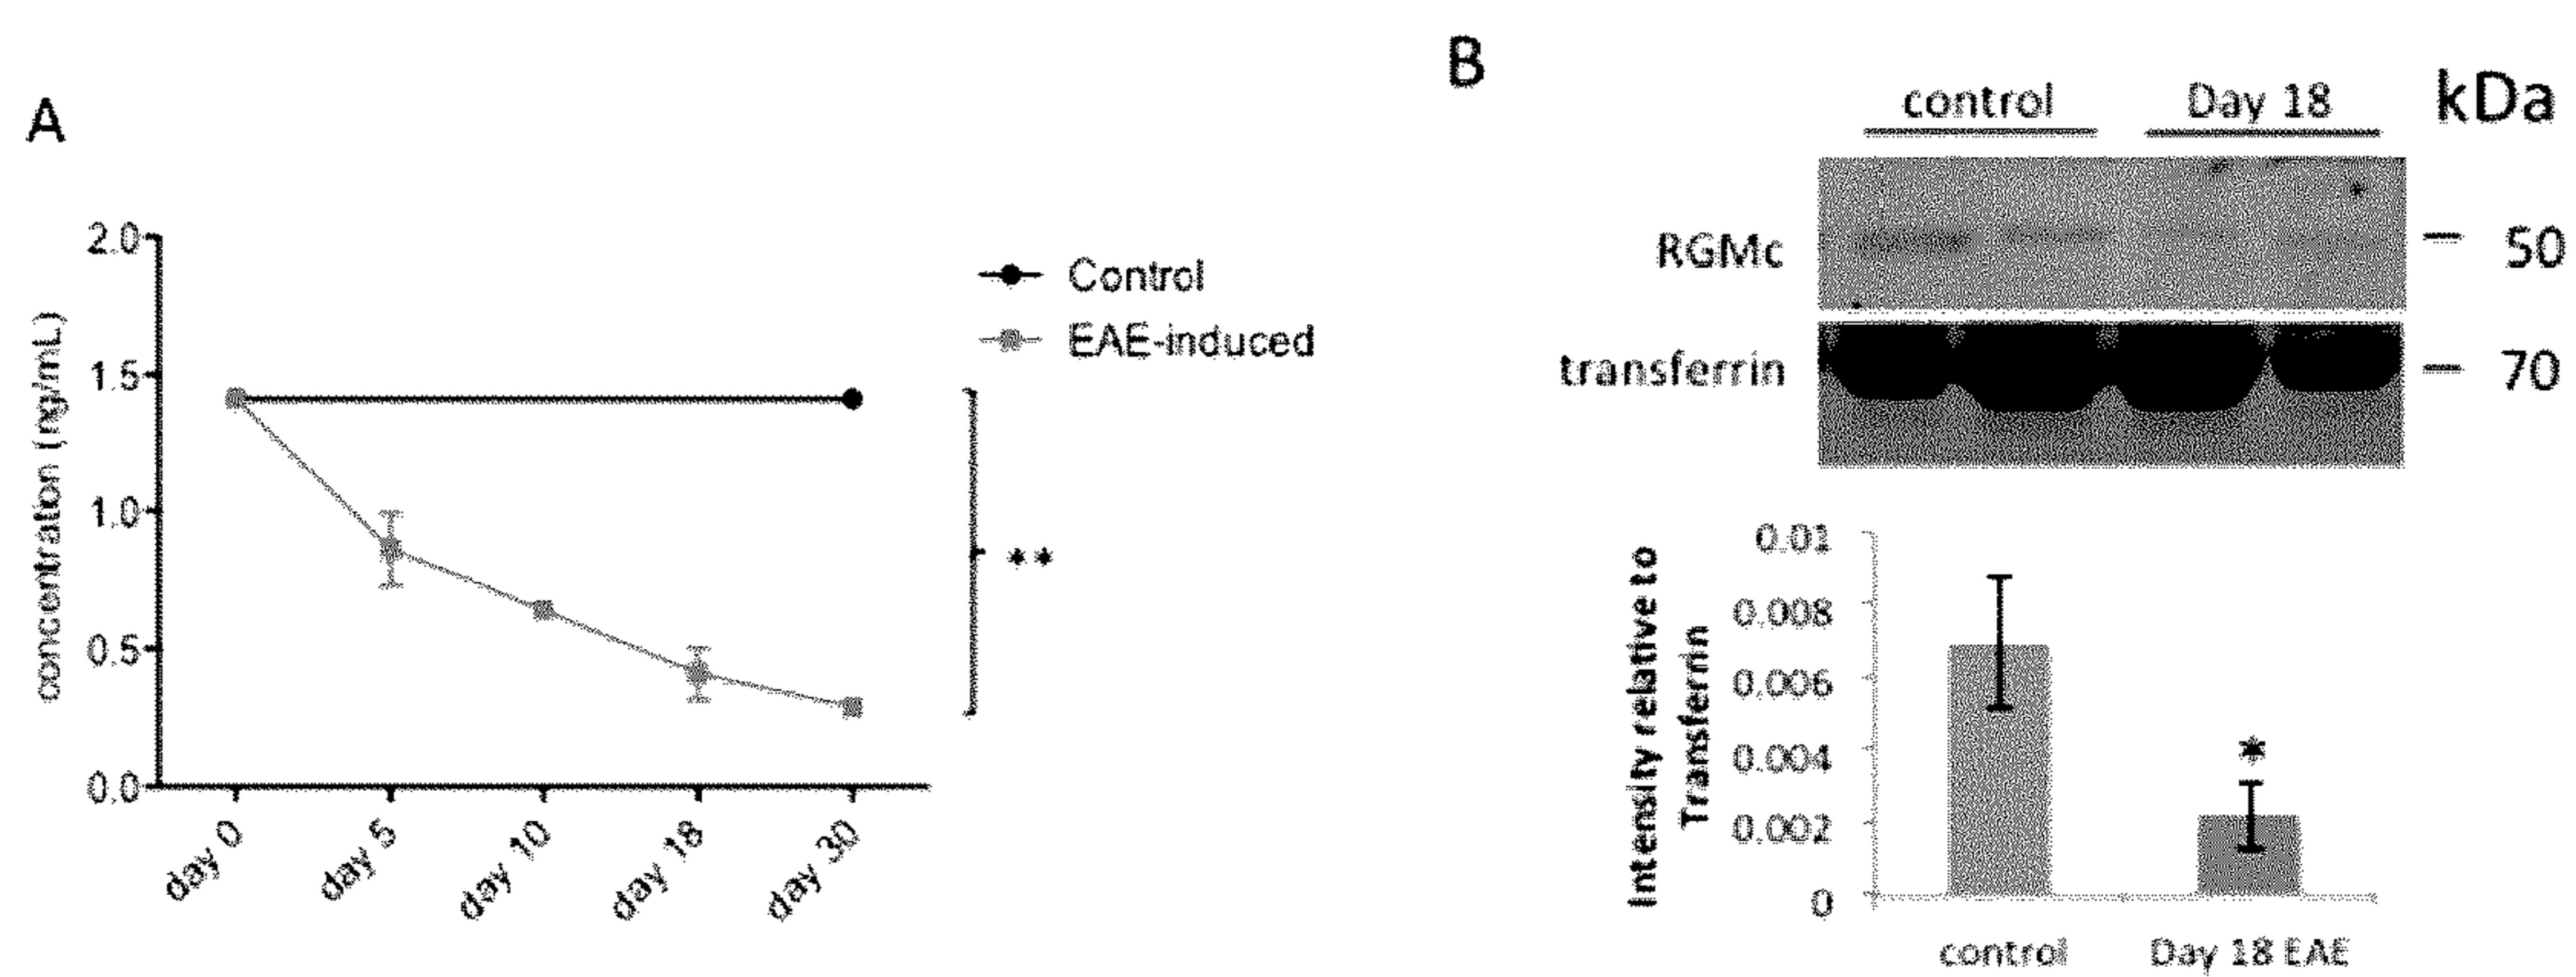 A
concentration (ng/mL)
2.0
1.5
1.0
0.5
0.0
day 0
day 5
day 10
day 18
day 30
Control
EAE-induced
**
B
control
Day 18
kDa
RGMc
50
transferrin
70
Intensity relative to
Transferrin
0.01
0.008
0.006
0.004
0.002
0
*
control
Day 18 EAE